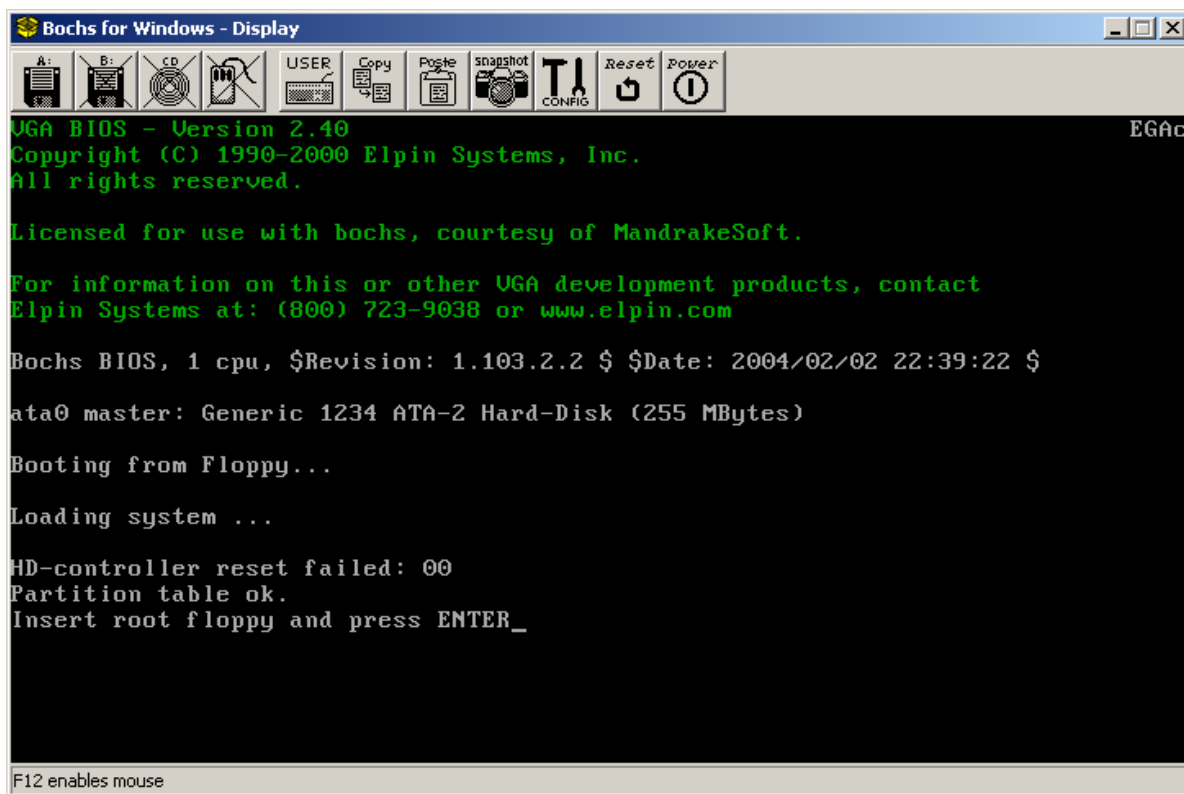 Bochs for Windows - Display
A: B: CD USER Copy Paste snapshot CONFIG Reset Power
VGA BIOS - Version 2.40 EGAc
Copyright (C) 1990-2000 Elpin Systems, Inc.
All rights reserved.
Licensed for use with bochs, courtesy of MandrakeSoft.
For information on this or other VGA development products, contact
Elpin Systems at: (800) 723-9038 or www.elpin.com
Bochs BIOS, 1 cpu, $Revision: 1.103.2.2 $ $Date: 2004/02/02 22:39:22 $
ata0 master: Generic 1234 ATA-2 Hard-Disk (255 MBytes)
Booting from Floppy...
Loading system ...
HD-controller reset failed: 00
Partition table ok.
Insert root floppy and press ENTER_
F12 enables mouse